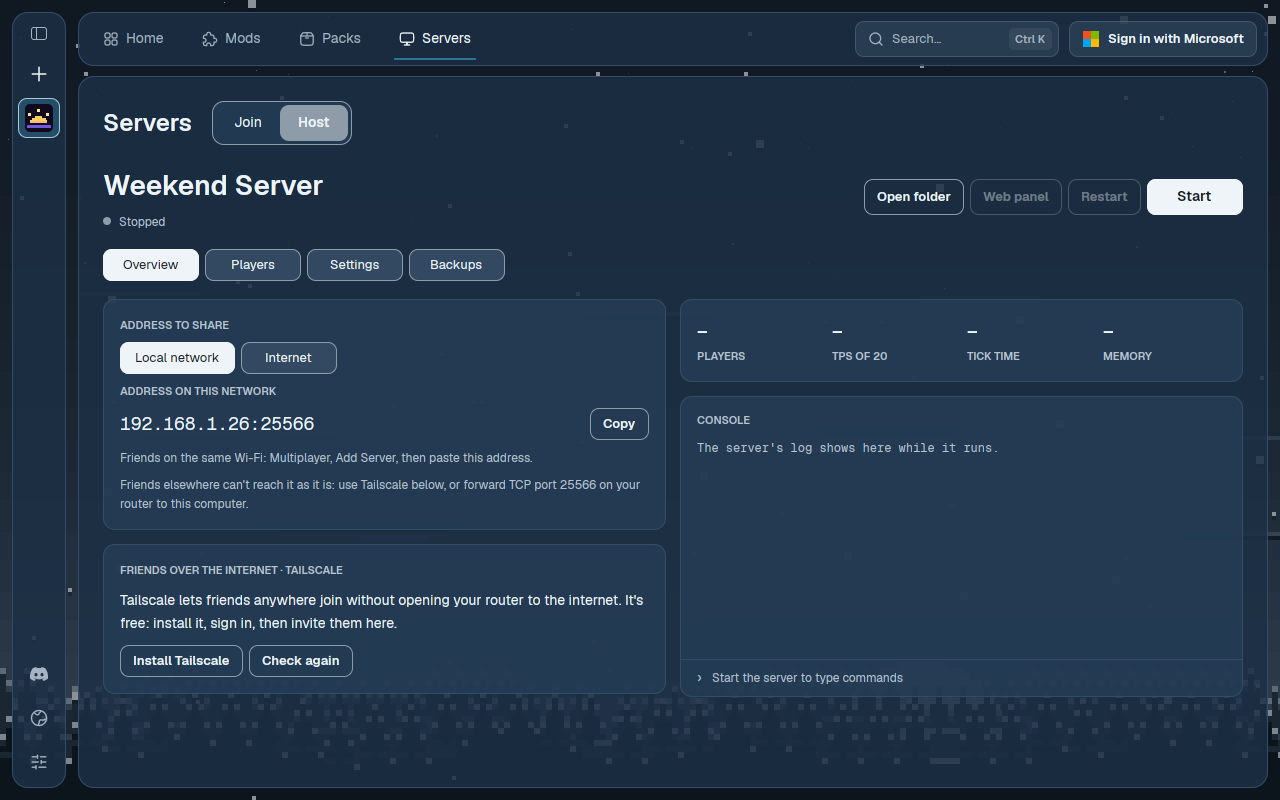 Home
Mods
Packs
Servers
Search...
Ctrl K
Sign in with Microsoft
Servers
Join
Host
Weekend Server
Stopped
Open folder
Web panel
Restart
Start
Overview
Players
Settings
Backups
ADDRESS TO SHARE
Local network
Internet
ADDRESS ON THIS NETWORK
192.168.1.26:25566
Copy
Friends on the same Wi-Fi: Multiplayer, Add Server, then paste this address.
Friends elsewhere can't reach it as it is: use Tailscale below, or forward TCP port 25566 on your
router to this computer.
FRIENDS OVER THE INTERNET · TAILSCALE
Tailscale lets friends anywhere join without opening your router to the internet. It's
free: install it, sign in, then invite them here.
Install Tailscale
Check again
– – – –
PLAYERS
TPS OF 20
TICK TIME
MEMORY
CONSOLE
The server's log shows here while it runs.
› Start the server to type commands